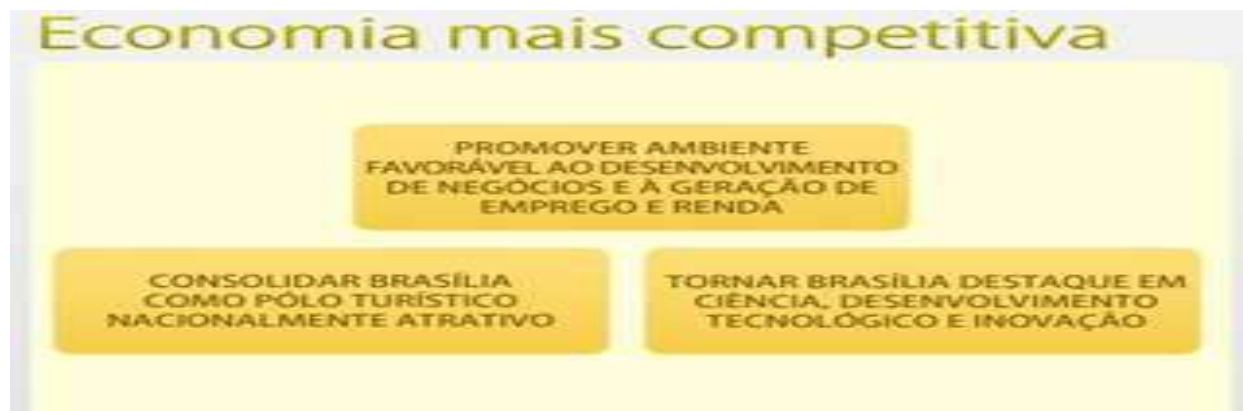 Economia mais competitiva
PROMOVER AMBIENTE
FAVORÁVEL AO DESENVOLVIMENTO
DE NEGÓCIOS E À GERAÇÃO DE
EMPREGO E RENDA
CONSOLIDAR BRASÍLIA
COMO PÓLO TURÍSTICO
NACIONALMENTE ATRATIVO
TORNAR BRASÍLIA DESTAQUE EM
CIÊNCIA, DESENVOLVIMENTO
TECNOLÓGICO E INOVAÇÃO